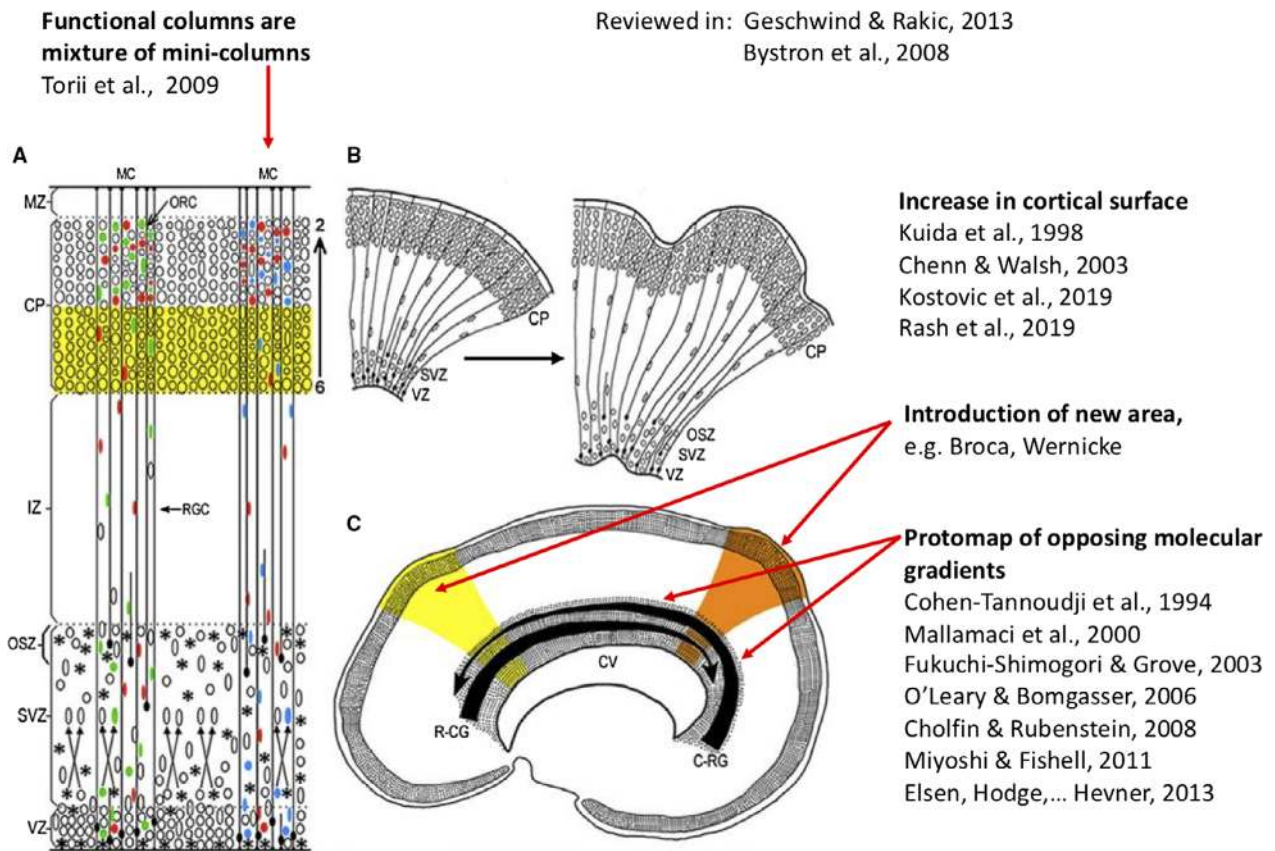 Functional columns are
mixture of mini-columns
Torii et al., 2009
Reviewed in: Geschwind & Rakic, 2013
Bystron et al., 2008
A
MC
MC
MZ
ORC
2
CP
6
IZ
RGC
OSZ
SVZ
VZ
B
CP
SVZ
VZ
CP
OSZ
SVZ
VZ
C
CV
R-CG
C-RG
Increase in cortical surface
Kuida et al., 1998
Chenn & Walsh, 2003
Kostovic et al., 2019
Rash et al., 2019
Introduction of new area,
e.g. Broca, Wernicke
Protomap of opposing molecular
gradients
Cohen-Tannoudji et al., 1994
Mallamaci et al., 2000
Fukuchi-Shimogori & Grove, 2003
O'Leary & Bomgasser, 2006
Cholfin & Rubenstein, 2008
Miyoshi & Fishell, 2011
Elsen, Hodge,... Hevner, 2013